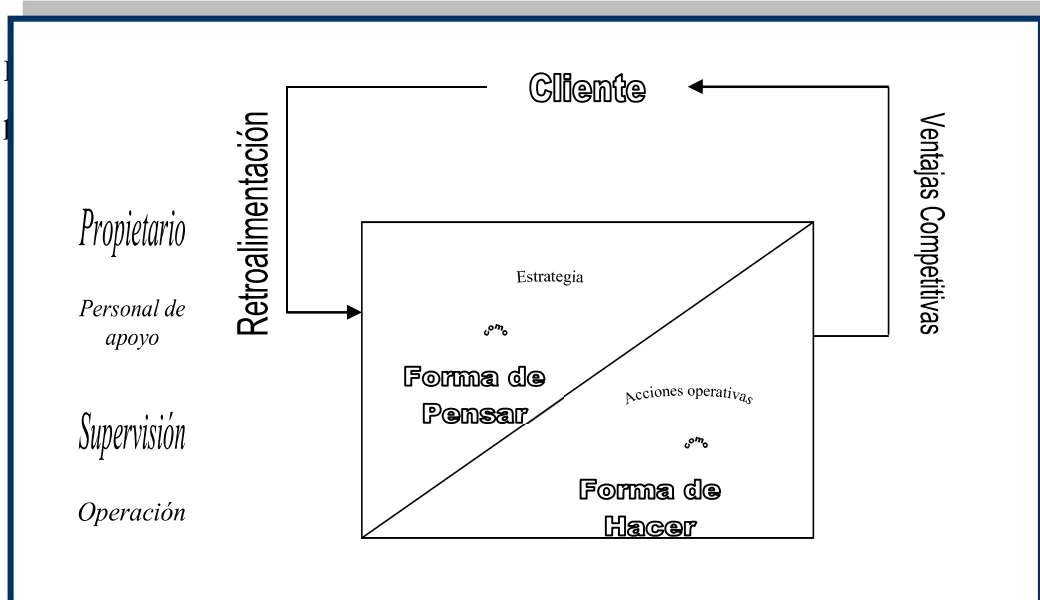 Cliente
Retroalimentación
Ventajas Competitivas
Propietario
Personal de
apoyo
Supervisión
Operación
Estrategia
como
Forma de
Pensar
Acciones operativas
como
Forma de
Hacer